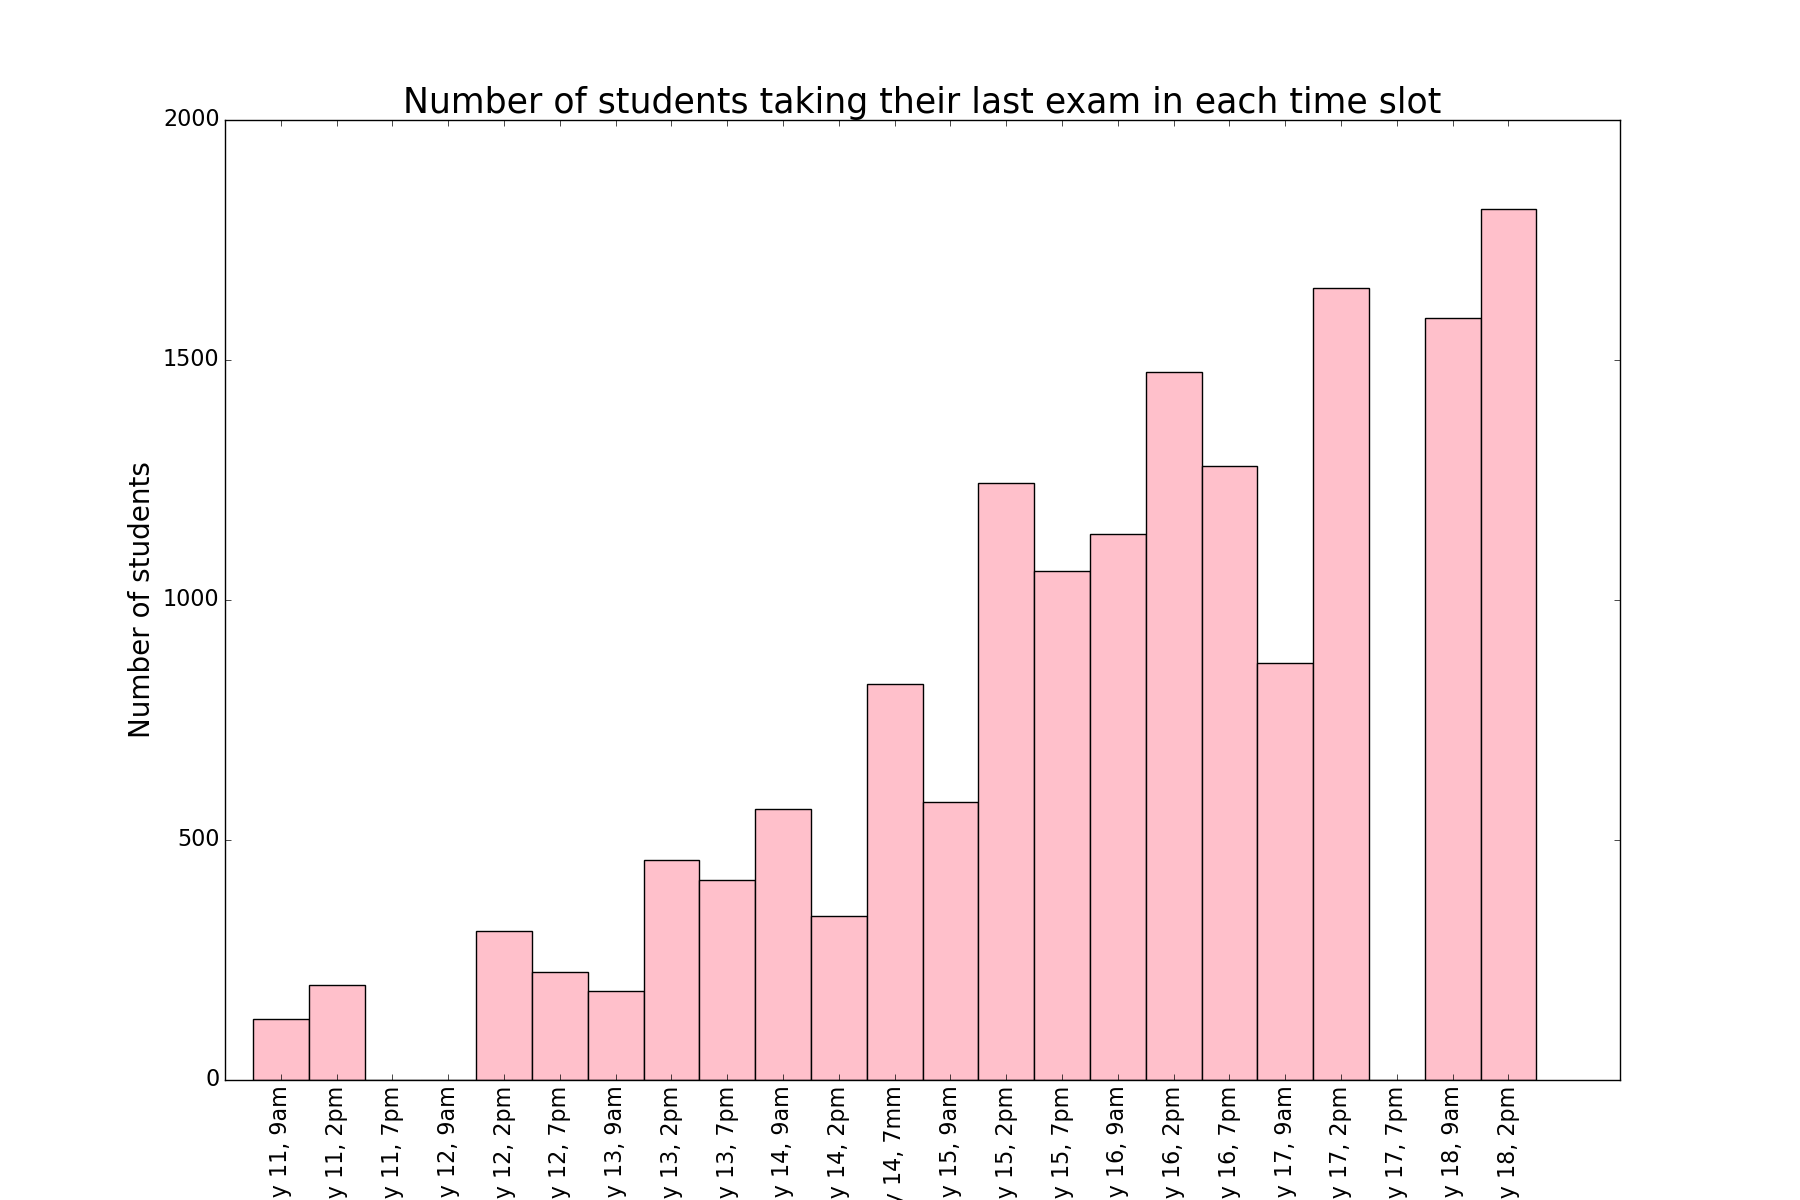 Number of students taking their last exam in each time slot
2000
1500
1000
500
0
Number of students
y 11, 9am
y 11, 2pm
y 11, 7pm
y 12, 9am
y 12, 2pm
y 12, 7pm
y 13, 9am
y 13, 2pm
y 13, 7pm
y 14, 9am
y 14, 2pm
y 14, 7mm
y 15, 9am
y 15, 2pm
y 15, 7pm
y 16, 9am
y 16, 2pm
y 16, 7pm
y 17, 9am
y 17, 2pm
y 17, 7pm
y 18, 9am
y 18, 2pm